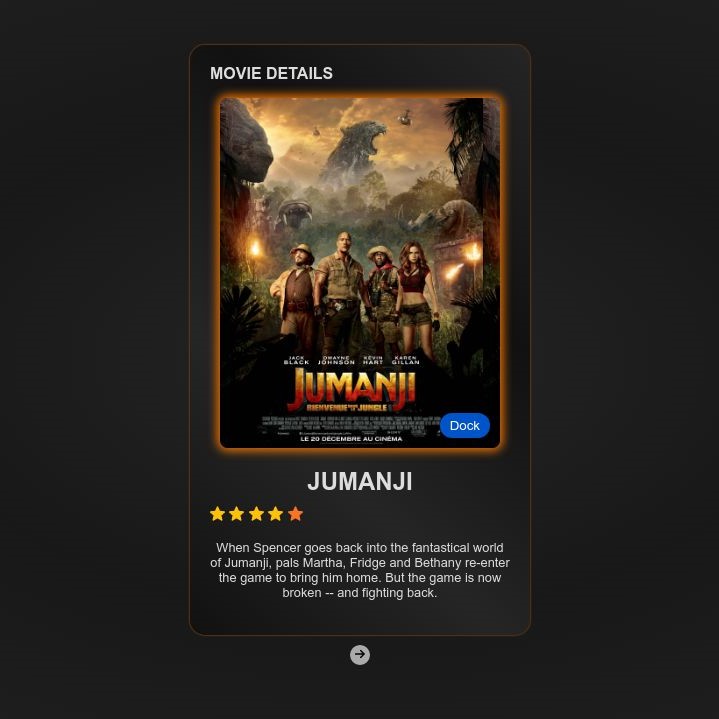 MOVIE DETAILS
JACK BLACK DWAYNE JOHNSON KEVIN HART KAREN GILLAN
JUMANJI
BIENVENUE DANS LA JUNGLE
LE 20 DÉCEMBRE AU CINÉMA
Dock
JUMANJI
When Spencer goes back into the fantastical world
of Jumanji, pals Martha, Fridge and Bethany re-enter
the game to bring him home. But the game is now
broken -- and fighting back.